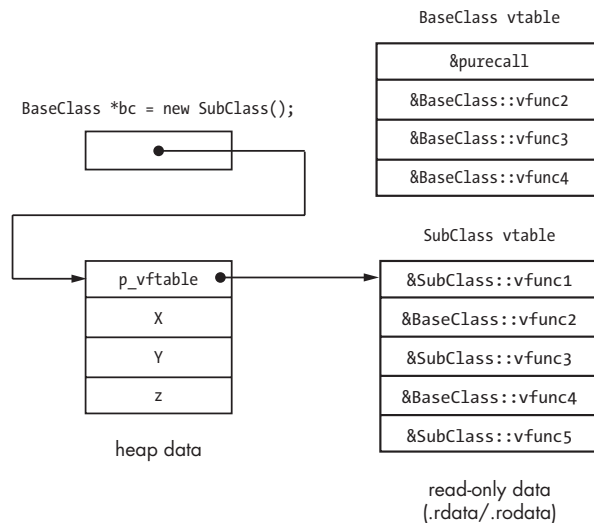 BaseClass vtable
&purecall
&BaseClass::vfunc2
&BaseClass::vfunc3
&BaseClass::vfunc4
BaseClass *bc = new SubClass();
SubClass vtable
p_vftable
X
Y
z
heap data
&SubClass::vfunc1
&BaseClass::vfunc2
&SubClass::vfunc3
&BaseClass::vfunc4
&SubClass::vfunc5
read-only data
(.rdata/.rodata)